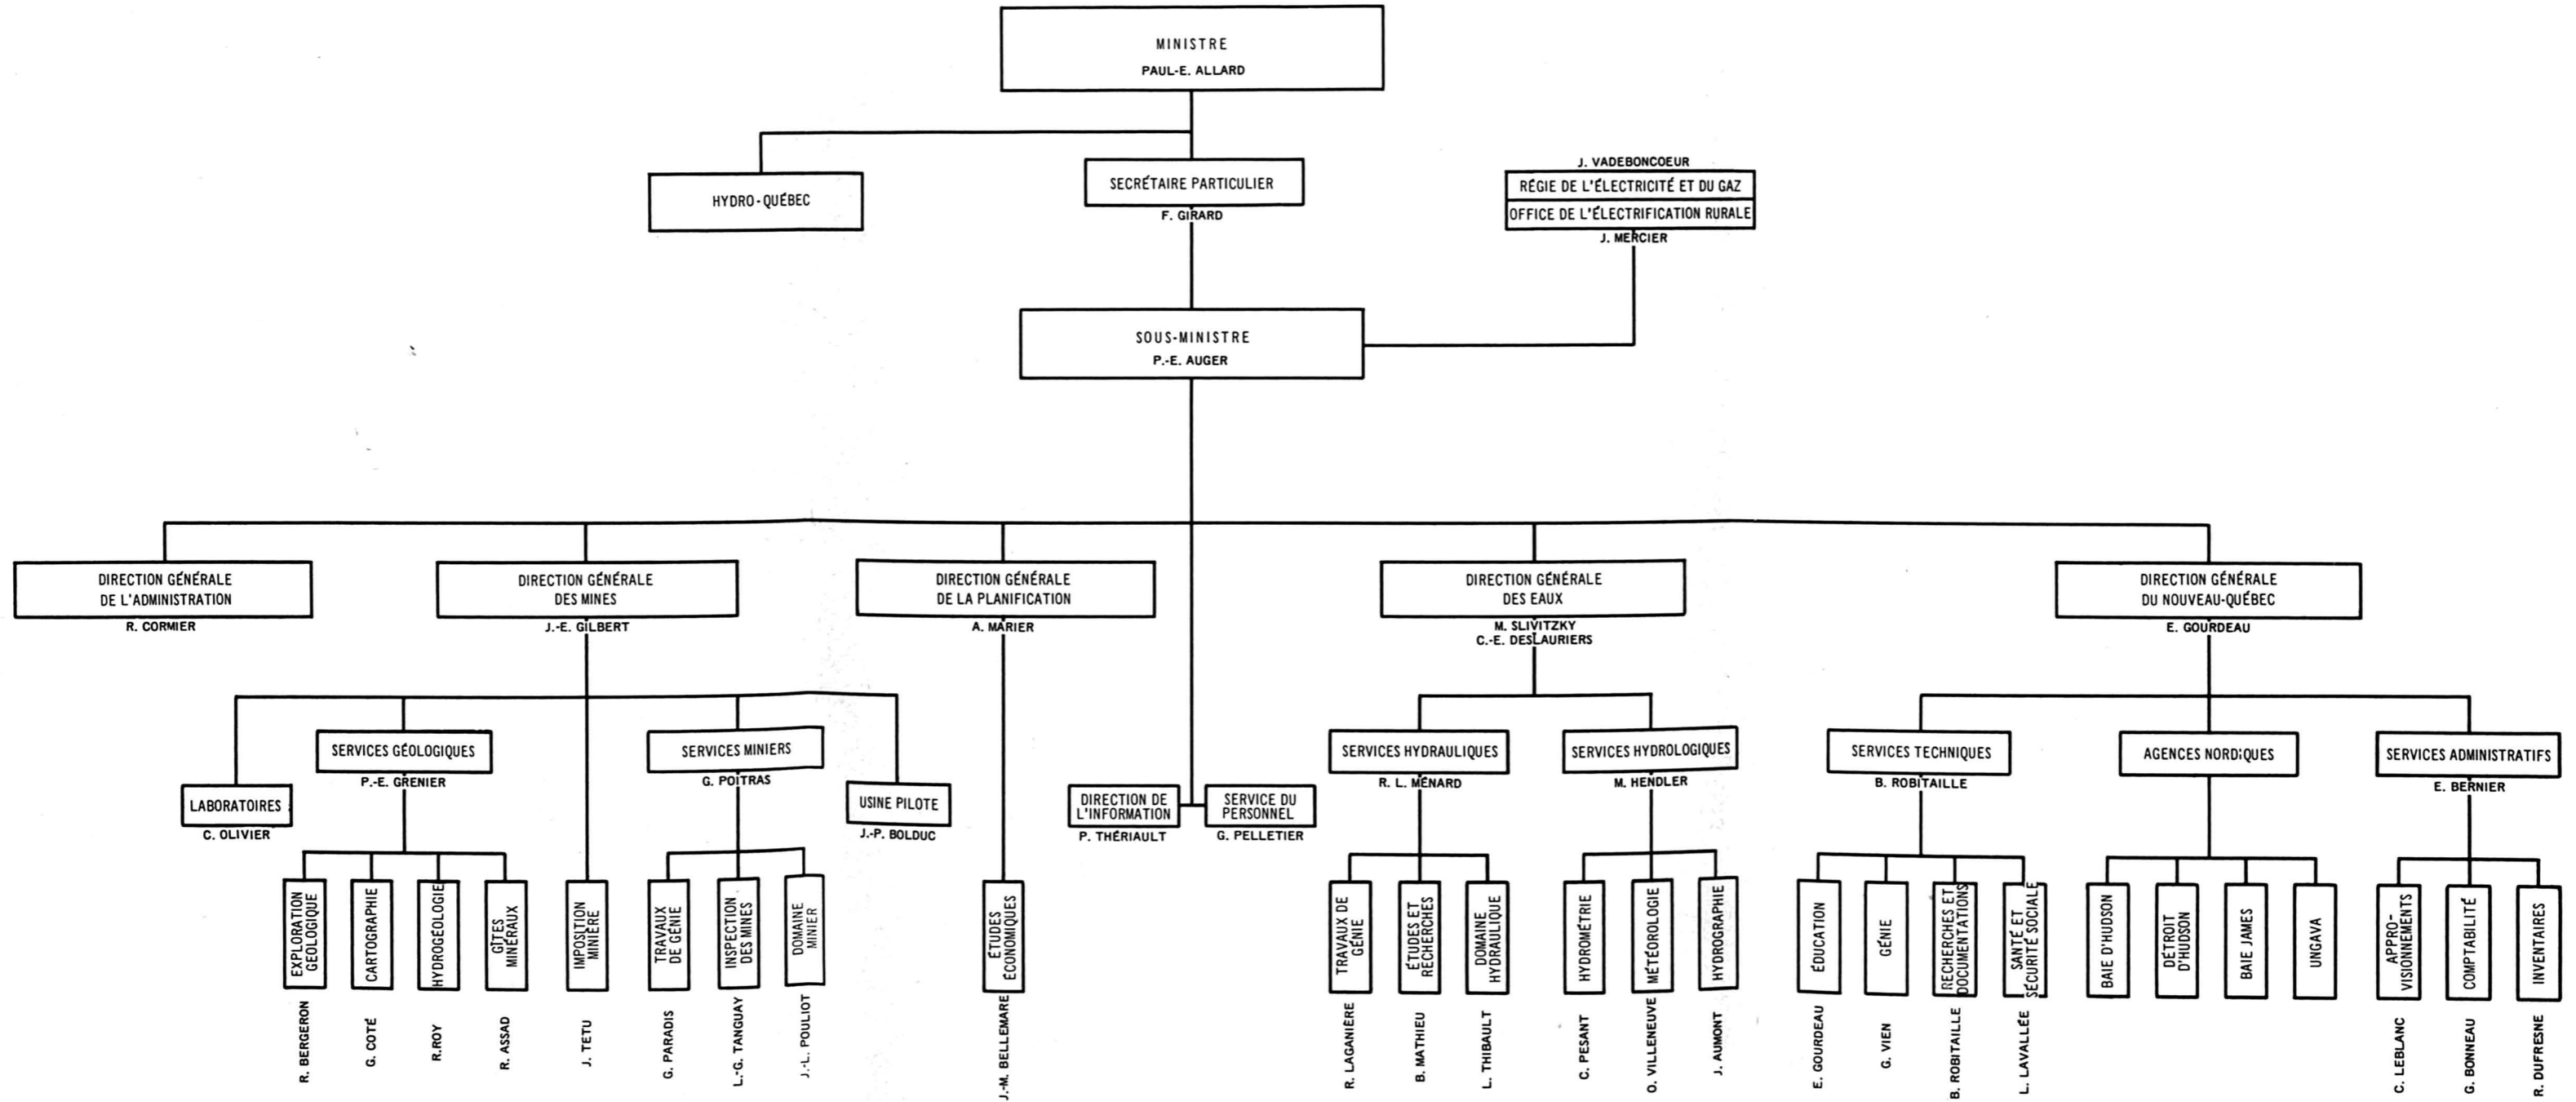 MINISTRE
PAUL-E. ALLARD
HYDRO-QUÉBEC
SECRÉTAIRE PARTICULIER
F. GIRARD
J. VADEBONCOEUR
RÉGIE DE L'ÉLECTRICITÉ ET DU GAZ
OFFICE DE L'ÉLECTRIFICATION RURALE
J. MERCIER
SOUS-MINISTRE
P.-E. AUGER
DIRECTION GÉNÉRALE
DE L'ADMINISTRATION
R. CORMIER
DIRECTION GÉNÉRALE
DES MINES
J.-E. GILBERT
DIRECTION GÉNÉRALE
DE LA PLANIFICATION
A. MARIER
DIRECTION GÉNÉRALE
DES EAUX
M. SLIVITZKY
C.-E. DESLAURIERS
DIRECTION GÉNÉRALE
DU NOUVEAU-QUÉBEC
E. GOURDEAU
LABORATOIRES
C. OLIVIER
SERVICES GÉOLOGIQUES
P.-E. GRENIER
SERVICES MINIERS
G. POITRAS
USINE PILOTE
J.-P. BOLDUC
DIRECTION DE
L'INFORMATION
P. THÉRIAULT
SERVICE DU
PERSONNEL
G. PELLETIER
SERVICES HYDRAULIQUES
R. L. MÉNARD
SERVICES HYDROLOGIQUES
M. HENDLER
SERVICES TECHNIQUES
B. ROBITAILLE
AGENCES NORDIQUES
SERVICES ADMINISTRATIFS
E. BERNIER
EXPLORATION
GÉOLOGIQUE
R. BERGERON
CARTOGRAPHIE
G. COTÉ
HYDROGÉOLOGIE
R.ROY
GÎTES
MINÉRAUX
R. ASSAD
IMPOSITION
MINIÈRE
J. TETU
TRAVAUX
DE GÉNIE
G. PARADIS
INSPECTION
DES MINES
L.-G. TANGUAY
DOMAINE
MINIER
J.-L. POULIOT
ÉTUDES
ÉCONOMIQUES
J.-M. BELLEMARE
TRAVAUX DE
GÉNIE
R. LAGANIÈRE
ÉTUDES ET
RECHERCHES
B. MATHIEU
DOMAINE
HYDRAULIQUE
L. THIBAULT
HYDROMÉTRIE
C. PESANT
MÉTÉOROLOGIE
O. VILLENEUVE
HYDROGRAPHIE
J. AUMONT
ÉDUCATION
E. GOURDEAU
GÉNIE
G. VIEN
RECHERCHES ET
DOCUMENTATIONS
B. ROBITAILLE
SANTÉ ET
SÉCURITÉ SOCIALE
L. LAVALLÉE
BAIE D'HUDSON
DÉTROIT
D'HUDSON
BAIE JAMES
UNGAVA
APPRO-
VISIONNEMENTS
C. LEBLANC
COMPTABILITÉ
G. BONNEAU
INVENTAIRES
R. DUFRESNE